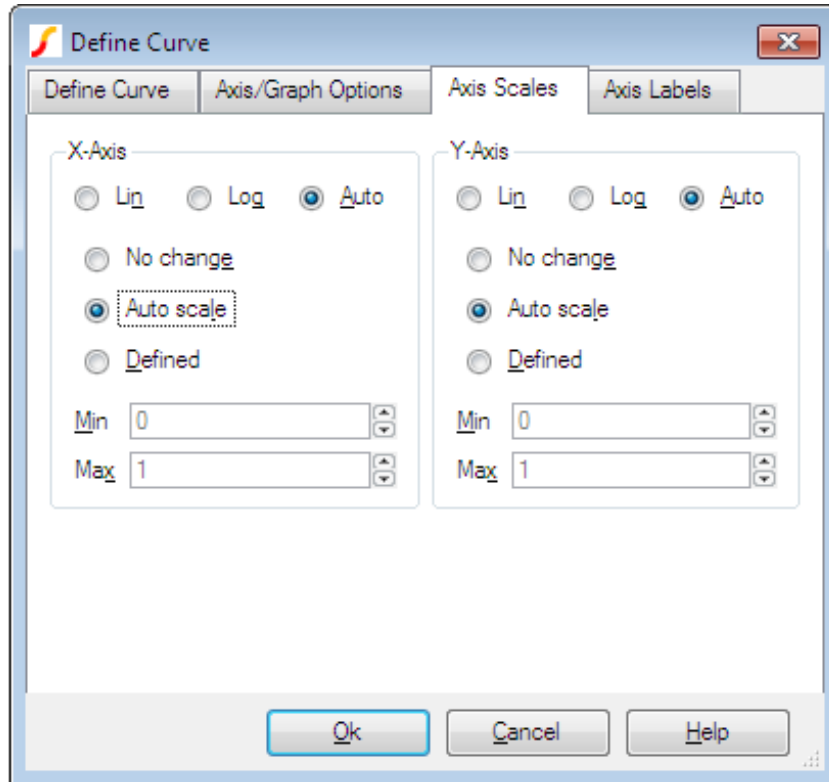 Define Curve
Define Curve Axis/Graph Options Axis Scales Axis Labels
X-Axis
Lin Log Auto
No change
Auto scale
Defined
Min 0
Max 1
Y-Axis
Lin Log Auto
No change
Auto scale
Defined
Min 0
Max 1
Ok Cancel Help